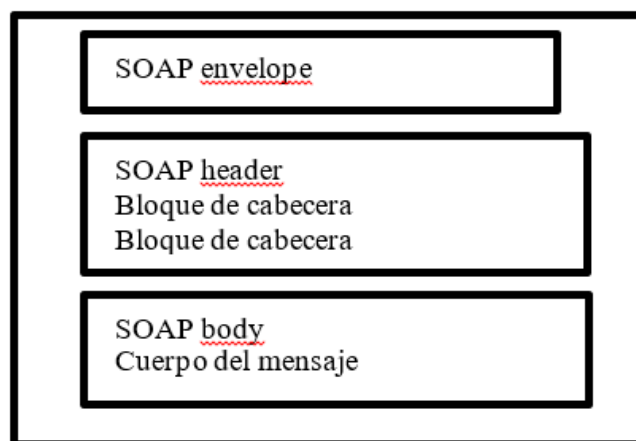 SOAP envelope
SOAP header
Bloque de cabecera
Bloque de cabecera
SOAP body
Cuerpo del mensaje